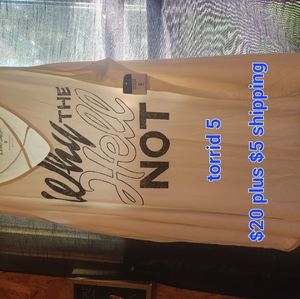 Why THE
Hell
NOT
torrid 5
$20 plus $5 shipping